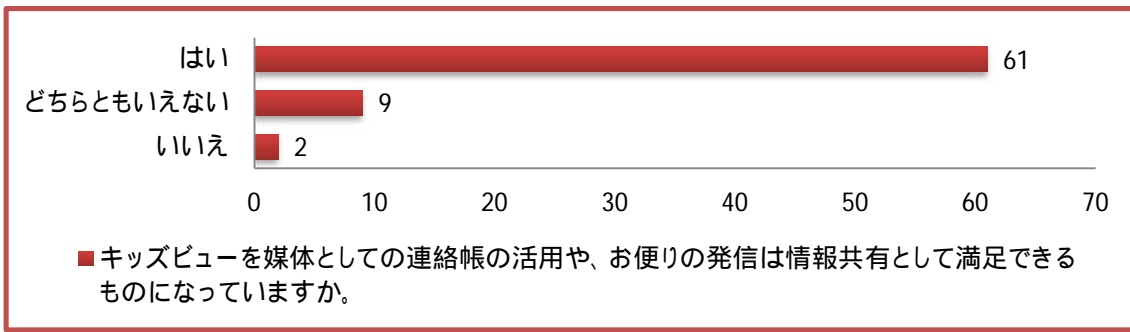 はい 61
どちらともいえない 9
いいえ 2
0 10 20 30 40 50 60 70
キッズビューを媒体としての連絡帳の活用や、お便りの発信は情報共有として満足できる
ものになっていますか。